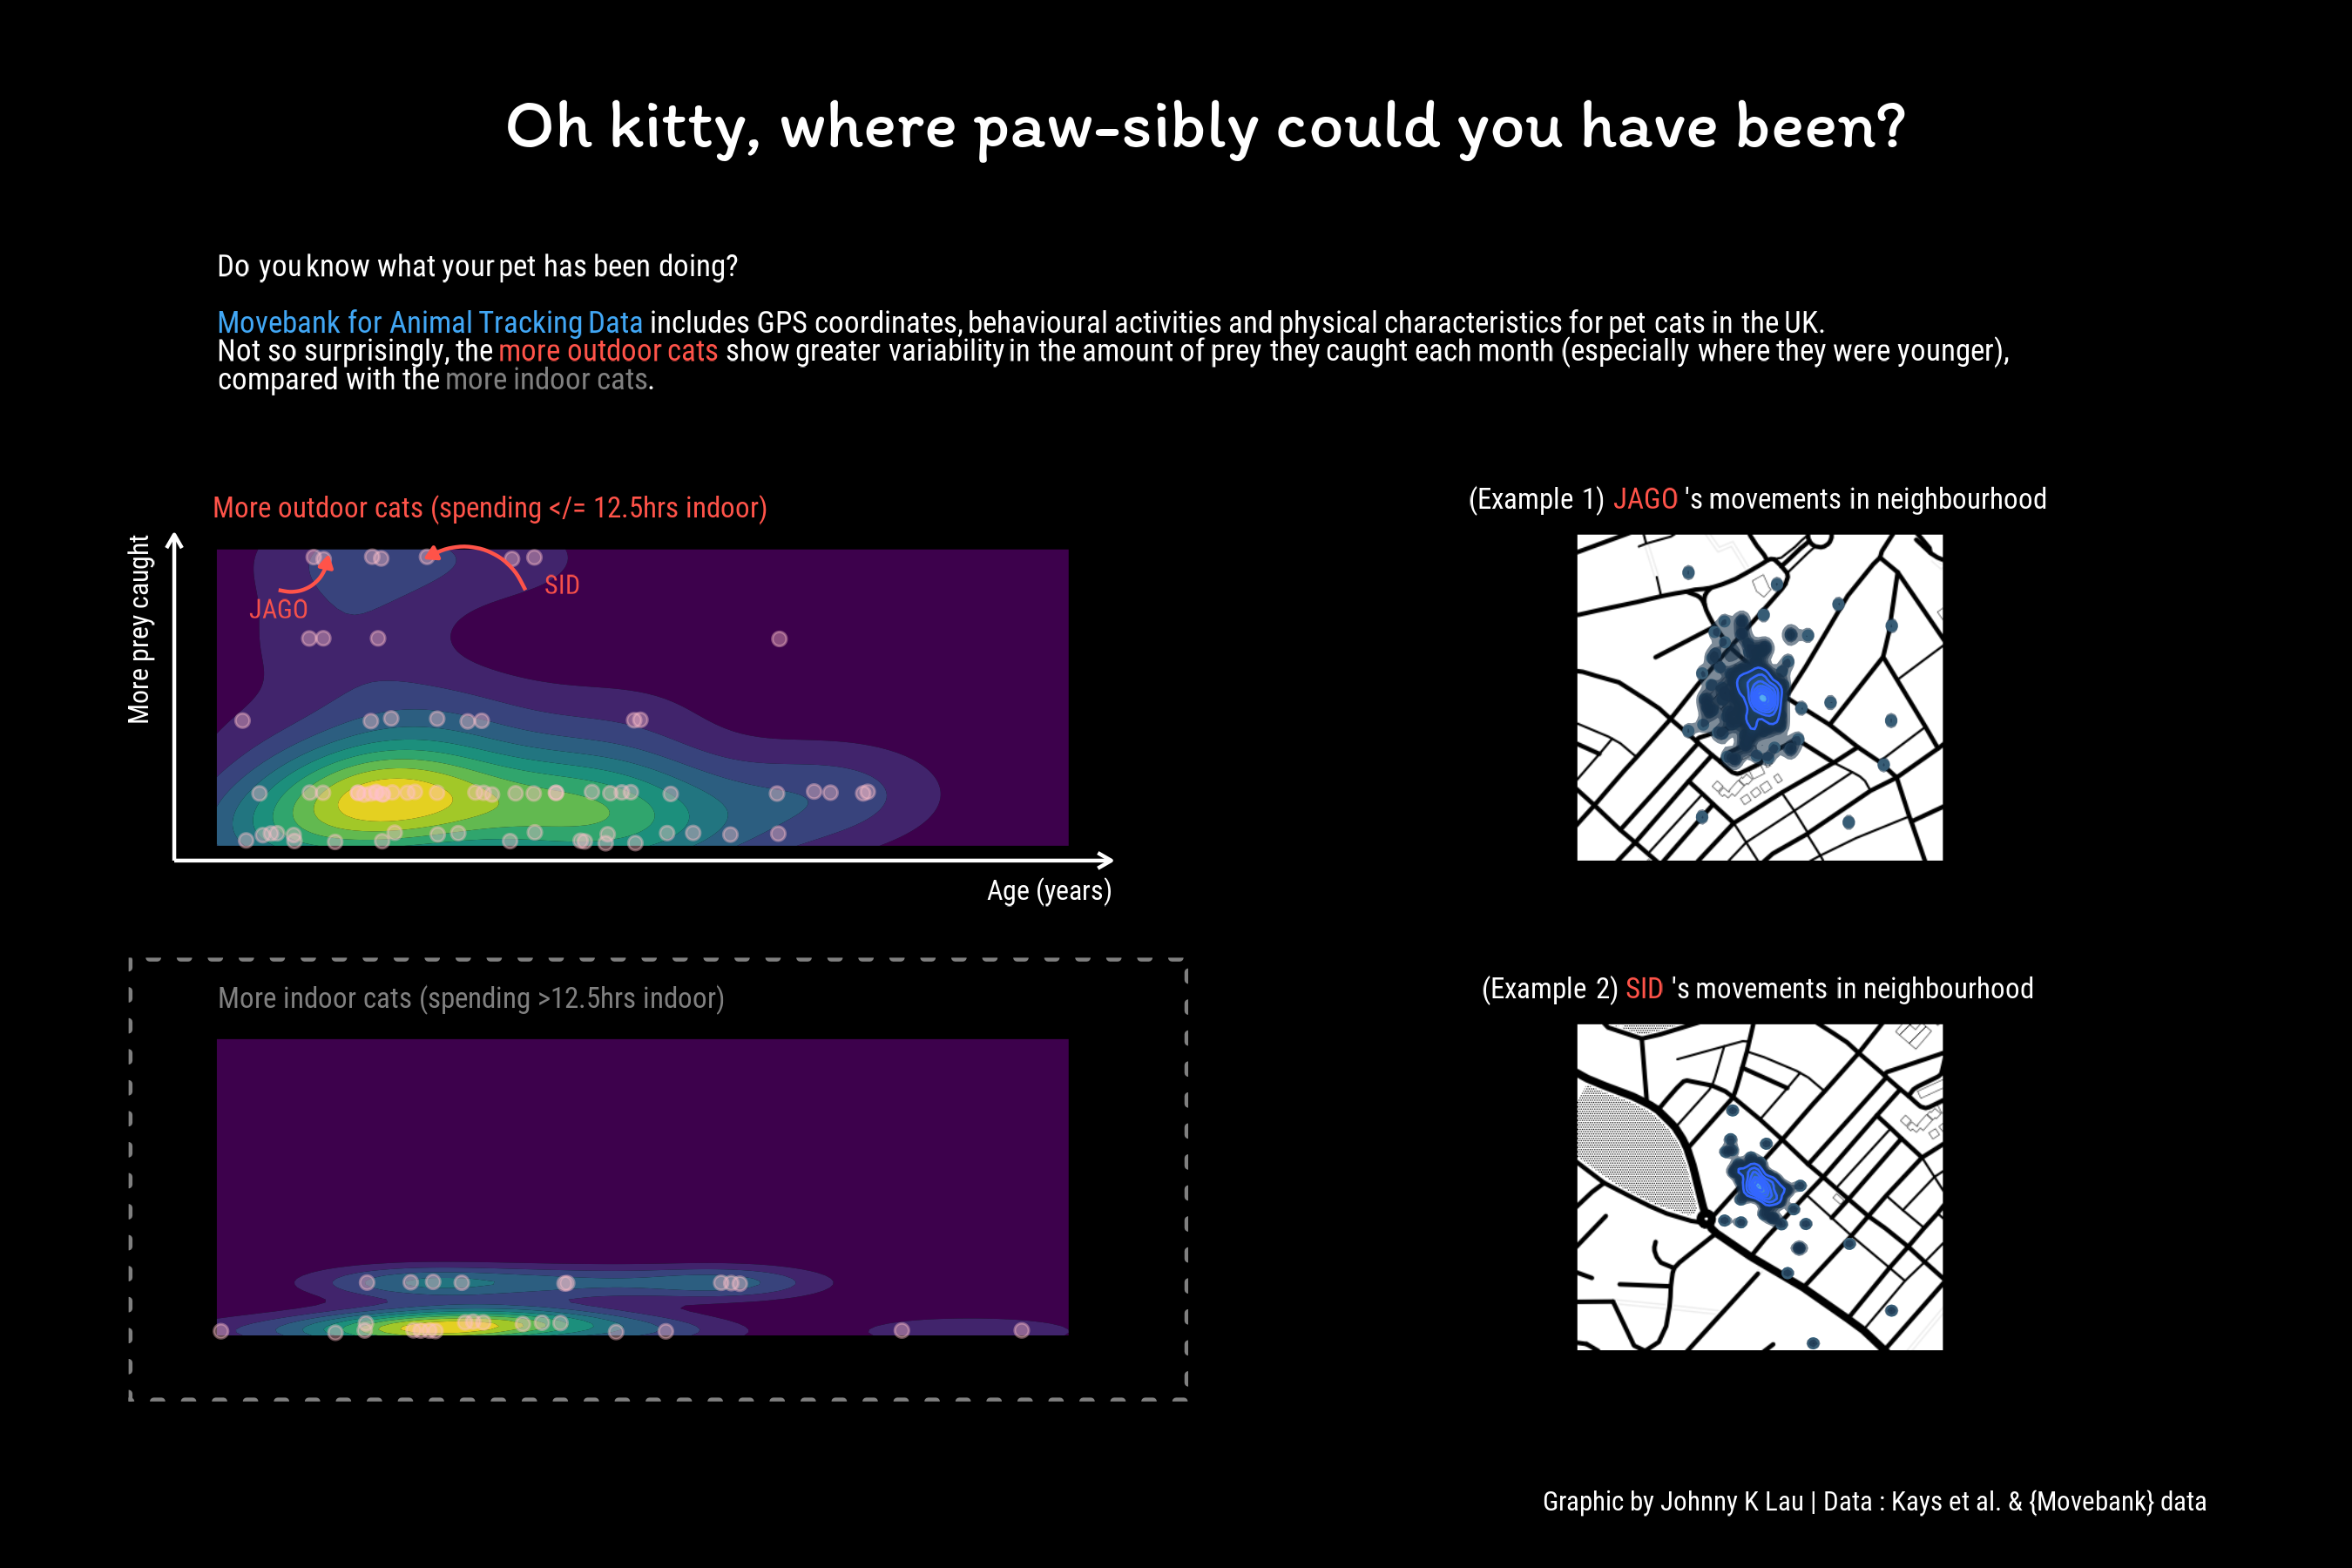 Oh kitty, where paw-sibly could you have been?
Do you know what your pet has been doing?
Movebank for Animal Tracking Data includes GPS coordinates, behavioural activities and physical characteristics for pet cats in the UK.
Not so surprisingly, the more outdoor cats show greater variability in the amount of prey they caught each month (especially where they were younger),
compared with the more indoor cats.
More outdoor cats (spending </= 12.5hrs indoor)
More prey caught
JAGO
SID
Age (years)
(Example 1) JAGO 's movements in neighbourhood
More indoor cats (spending >12.5hrs indoor)
(Example 2) SID 's movements in neighbourhood
Graphic by Johnny K Lau | Data : Kays et al. & {Movebank} data